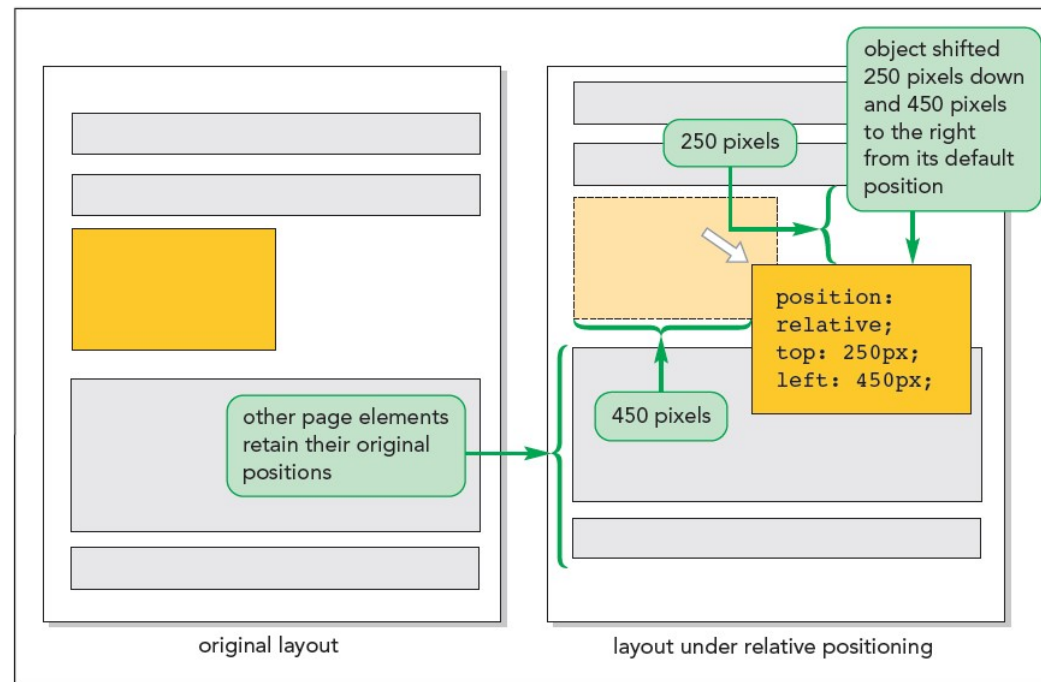 object shifted
250 pixels down
and 450 pixels
to the right
from its default
position
250 pixels
position:
relative;
top: 250px;
left: 450px;
other page elements
retain their original
positions
450 pixels
original layout
layout under relative positioning